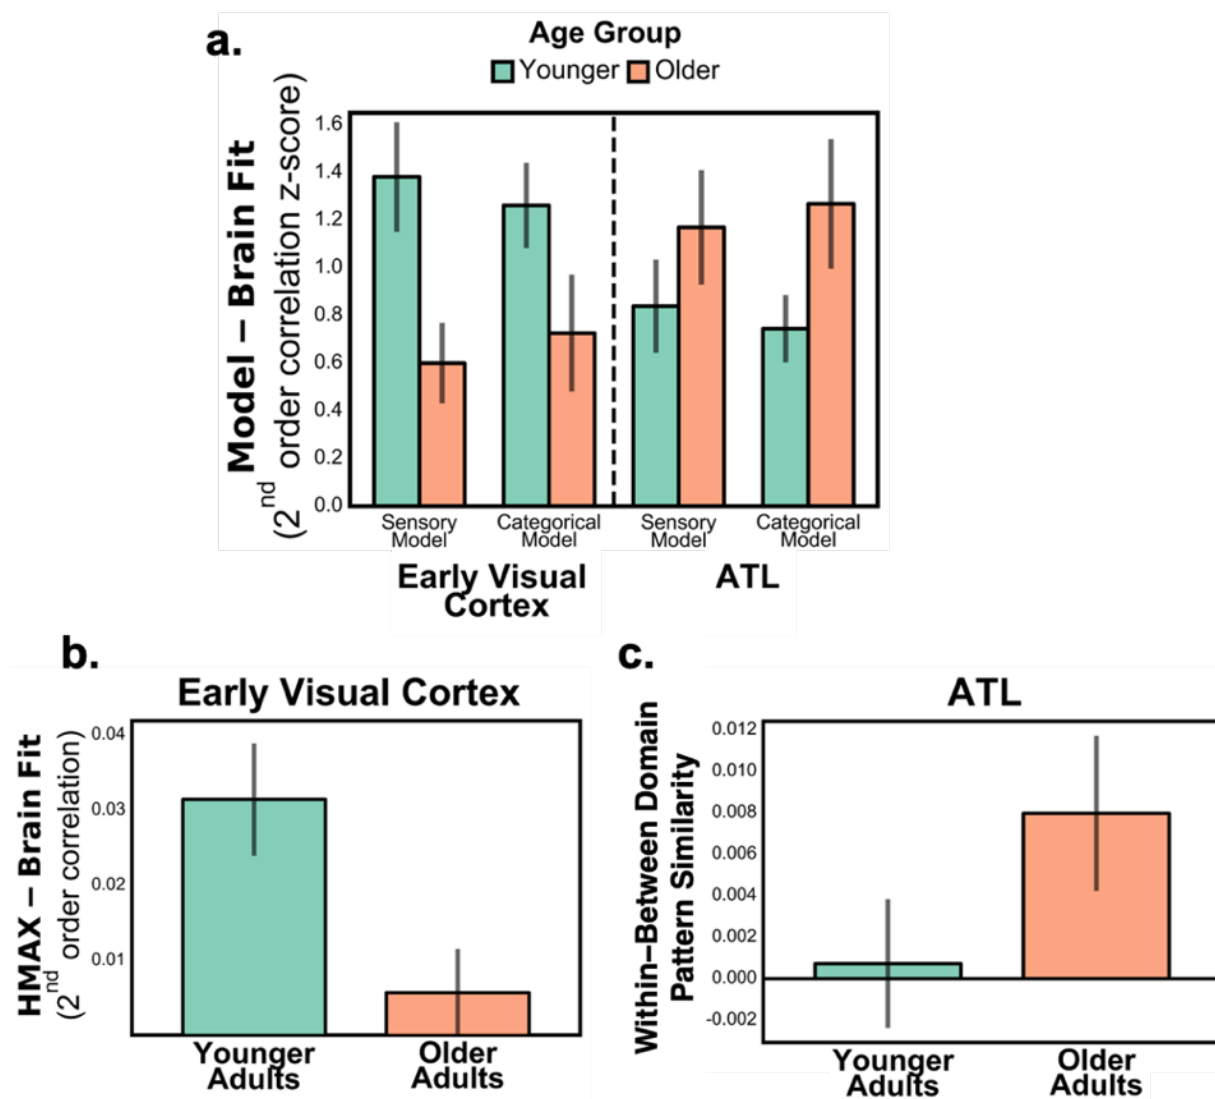 a.
Age Group
Younger Older
Model – Brain Fit
(2nd order correlation z-score)
1.6
1.4
1.2
1.0
0.8
0.6
0.4
0.2
0.0
Sensory Model
Categorical Model
Sensory Model
Categorical Model
Early Visual Cortex
ATL
b.
Early Visual Cortex
HMAX – Brain Fit
(2nd order correlation)
0.04
0.03
0.02
0.01
Younger Adults
Older Adults
c.
ATL
Within–Between Domain
Pattern Similarity
0.012
0.010
0.008
0.006
0.004
0.002
0.000
-0.002
Younger Adults
Older Adults